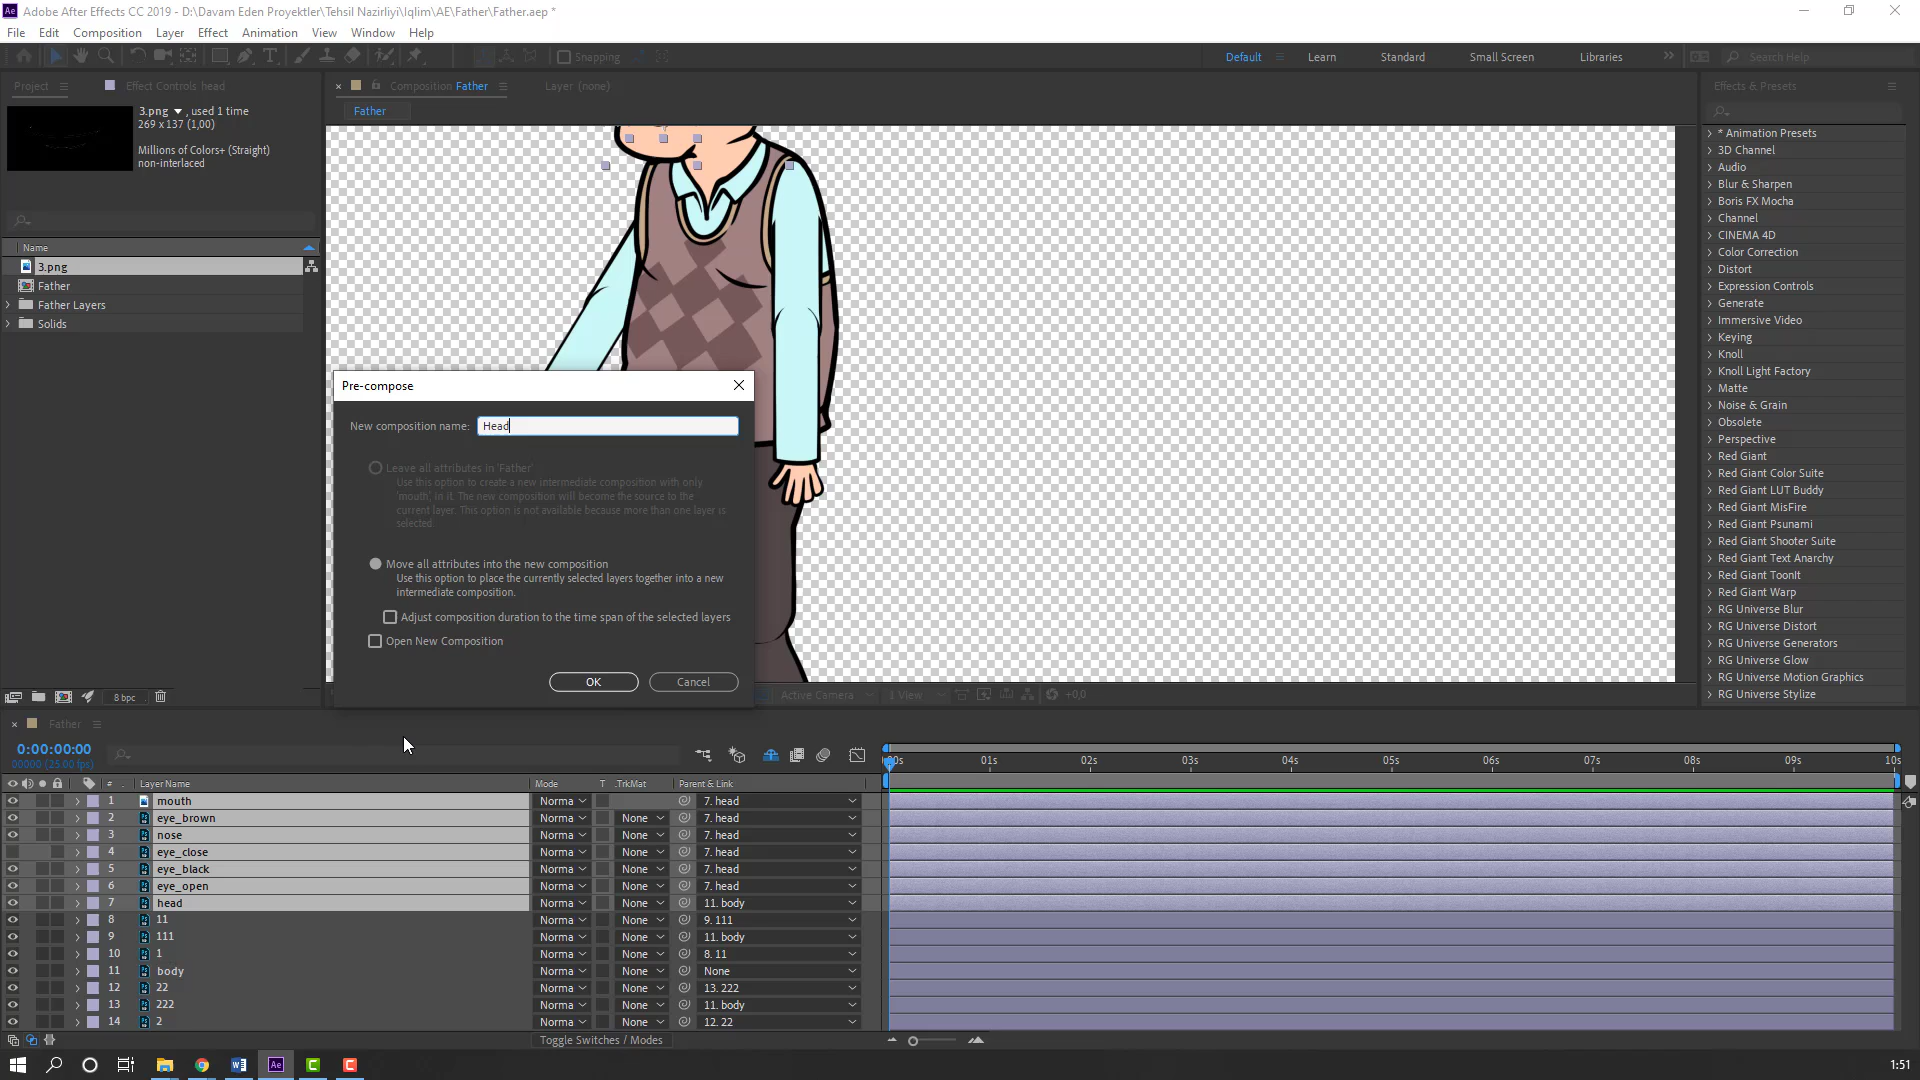 Adobe After Effects CC 2019 - D:\Davam Eden Proyektler\Tehsil Nazirliyi\Iqlim\AE\Father\Father.aep *
File Edit Composition Layer Effect Animation View Window Help
Snapping
Default Learn Standard Small Screen Libraries Search Help
Project
Effect Controls head
Composition Father
Layer (none)
Effects & Presets
3.png , used 1 time
269 x 137 (1,00)
Millions of Colors+ (Straight)
non-interlaced
Father
Name
3.png
Father
Father Layers
Solids
* Animation Presets
3D Channel
Audio
Blur & Sharpen
Boris FX Mocha
Channel
CINEMA 4D
Color Correction
Distort
Expression Controls
Generate
Immersive Video
Keying
Knoll
Knoll Light Factory
Matte
Noise & Grain
Obsolete
Perspective
Red Giant
Red Giant Color Suite
Red Giant LUT Buddy
Red Giant MisFire
Red Giant Psunami
Red Giant Shooter Suite
Red Giant Text Anarchy
Red Giant ToonIt
Red Giant Warp
RG Universe Blur
RG Universe Distort
RG Universe Generators
RG Universe Glow
RG Universe Motion Graphics
RG Universe Stylize
Pre-compose
New composition name: Head
Leave all attributes in 'Father'
Use this option to create a new intermediate composition with only
'mouth' in it. The new composition will become the source to the
current layer. This option is not available because more than one layer is
selected
Move all attributes into the new composition
Use this option to place the currently selected layers together into a new
intermediate composition.
Adjust composition duration to the time span of the selected layers
Open New Composition
OK Cancel
8 bpc
Active Camera 1 View +0,0
Father
0:00:00:00
00000 (25.00 fps)
00s 01s 02s 03s 04s 05s 06s 07s 08s 09s 10s
# Layer Name Mode T .TrkMat Parent & Link
1 mouth Norma 7. head
2 eye_brown Norma None 7. head
3 nose Norma None 7. head
4 eye_close Norma None 7. head
5 eye_black Norma None 7. head
6 eye_open Norma None 7. head
7 head Norma None 11. body
8 11 Norma None 9. 111
9 111 Norma None 11. body
10 1 Norma None 8. 11
11 body Norma None None
12 22 Norma None 13. 222
13 222 Norma None 11. body
14 2 Norma None 12. 22
Toggle Switches / Modes
1:51